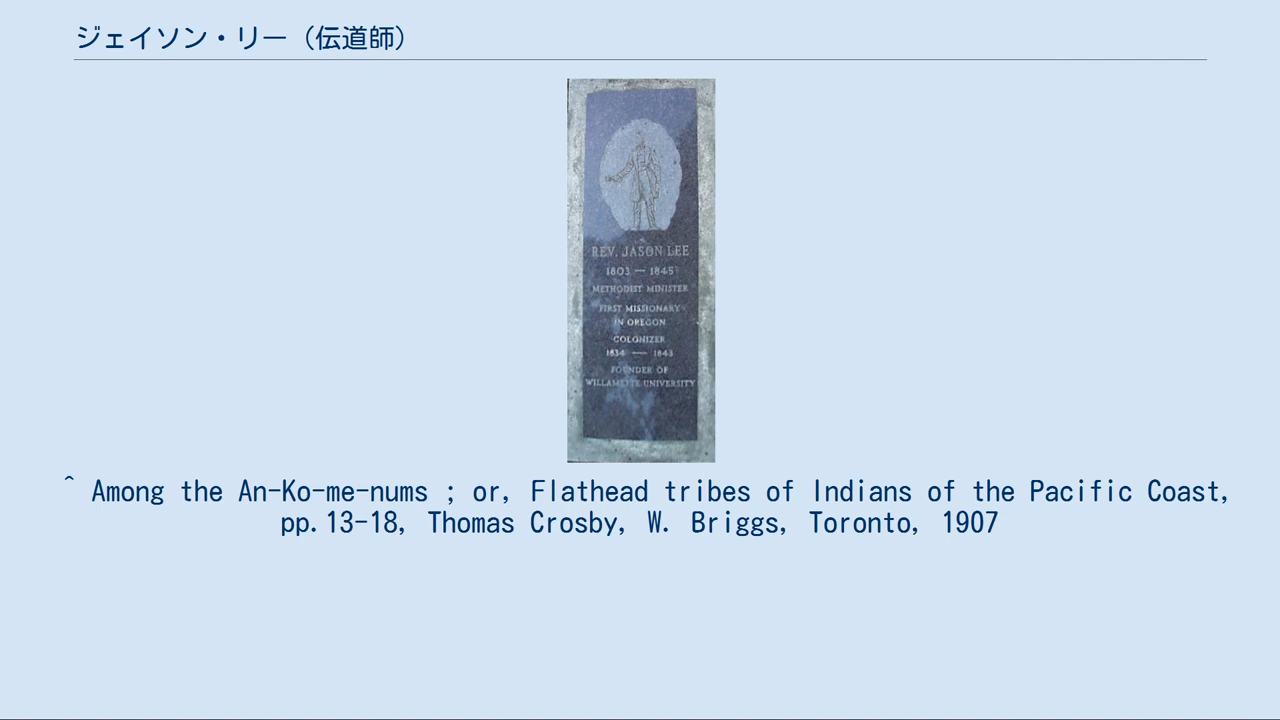 ジェイソン・リー（伝道師）
REV. JASON LEE
1803 — 1845
METHODIST MINISTER
FIRST MISSIONARY
IN OREGON
COLONIZER
1834 — 1843
FOUNDER OF
WILLAMETTE UNIVERSITY
^ Among the An-Ko-me-nums ; or, Flathead tribes of Indians of the Pacific Coast,
pp.13-18, Thomas Crosby, W. Briggs, Toronto, 1907